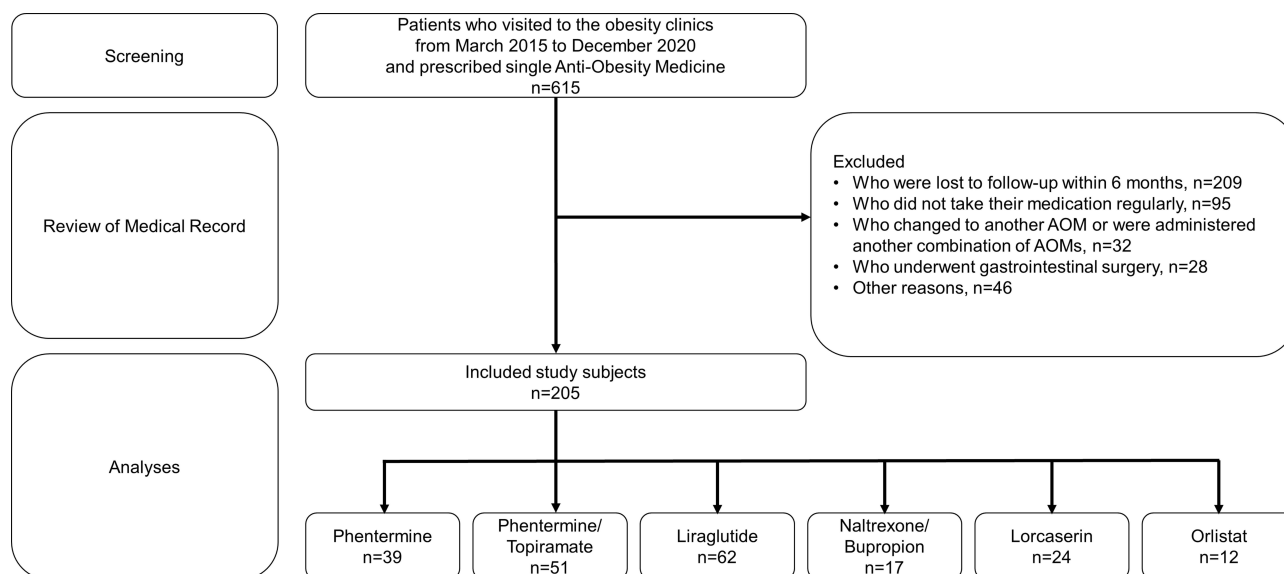 Screening
Patients who visited to the obesity clinics
from March 2015 to December 2020
and prescribed single Anti-Obesity Medicine
n=615
Review of Medical Record
Excluded
• Who were lost to follow-up within 6 months, n=209
• Who did not take their medication regularly, n=95
• Who changed to another AOM or were administered
another combination of AOMs, n=32
• Who underwent gastrointestinal surgery, n=28
• Other reasons, n=46
Included study subjects
n=205
Analyses
Phentermine
n=39
Phentermine/
Topiramate
n=51
Liraglutide
n=62
Naltrexone/
Bupropion
n=17
Lorcaserin
n=24
Orlistat
n=12